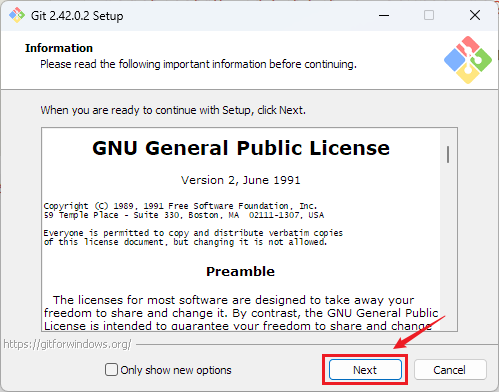 Git 2.42.0.2 Setup
Information
Please read the following important information before continuing.
When you are ready to continue with Setup, click Next.
GNU General Public License
Version 2, June 1991
Copyright (C) 1989, 1991 Free Software Foundation, Inc.
59 Temple Place - Suite 330, Boston, MA  02111-1307, USA
Everyone is permitted to copy and distribute verbatim copies
of this license document, but changing it is not allowed.
Preamble
The licenses for most software are designed to take away your
freedom to share and change it. By contrast, the GNU General Public
License is intended to guarantee your freedom to share and change
https://gitforwindows.org/
Only show new options
Next
Cancel